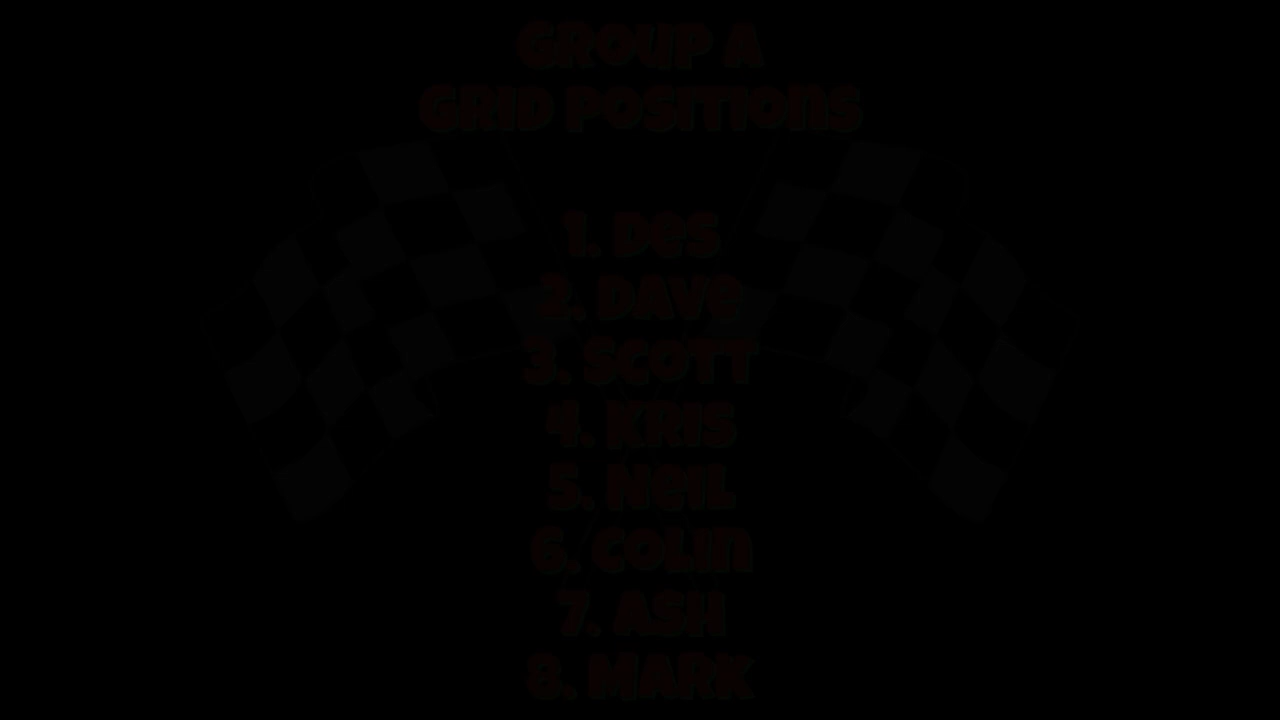 GROUP A
GRID POSITIONS
1. Des
2. Dave
3. Scott
4. Kris
5. Neil
6. Colin
7. Ash
8. Mark